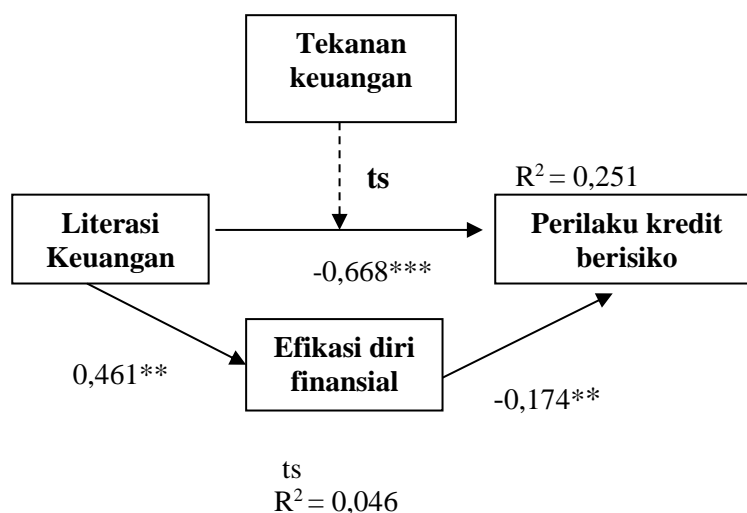 Tekanan
keuangan
ts
R² = 0,251
Literasi
Keuangan
Perilaku kredit
berisiko
-0,668***
Efikasi diri
finansial
0,461**
-0,174**
ts
R² = 0,046